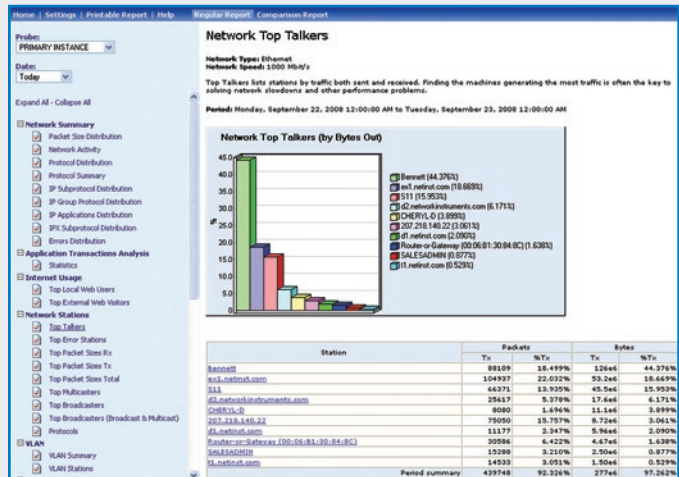 Home | Settings | Printable Report | Help
Regular Report Comparison Report
Probe:
PRIMARY INSTANCE
Date:
Today
Expand All - Collapse All
Network Summary
Packet Size Distribution
Network Activity
Protocol Distribution
Protocol Summary
IP Subprotocol Distribution
IP Group Protocol Distribution
IP Applications Distribution
IPX Subprotocol Distribution
Errors Distribution
Application Transactions Analysis
Statistics
Internet Usage
Top Local Web Users
Top External Web Visitors
Network Stations
Top Talkers
Top Error Stations
Top Packet Sizes Rx
Top Packet Sizes Tx
Top Packet Sizes Total
Top Multicasters
Top Broadcasters
Top Broadcasters (Broadcast & Multicast)
Protocols
VLAN
VLAN Summary
VLAN Stations
Network Top Talkers
Network Type: Ethernet
Network Speed: 1000 Mbit/s
Top Talkers lists stations by traffic both sent and received. Finding the machines generating the most traffic is often the key to
solving network slowdowns and other performance problems.
Period: Monday, September 22, 2008 12:00:00 AM to Tuesday, September 23, 2008 12:00:00 AM
Network Top Talkers (by Bytes Out)
45.0
40.0
35.0
30.0
25.0
%
20.0
15.0
10.0
5.0
0
Bennett (44.376%)
ex1.netinst.com (18.669%)
S11 (15.953%)
d2.networkinstruments.com (6.171%)
CHERYL-D (3.899%)
207.218.140.22 (3.061%)
d1.netinst.com (2.090%)
Router-or-Gateway (00:06:B1:30:84:8C) (1.638%)
SALESADMIN (0.877%)
t1.netinst.com (0.529%)
Station Packets Bytes
Tx %Tx Tx %Tx
Bennett 88109 18.499% 126e6 44.376%
ex1.netinst.com 104937 22.032% 53.2e6 18.669%
S11 66371 13.935% 45.5e6 15.953%
d2.networkinstruments.com 25617 5.378% 17.6e6 6.171%
CHERYL-D 8080 1.696% 11.1e6 3.899%
207.218.140.22 75050 15.757% 8.72e6 3.061%
d1.netinst.com 11177 2.347% 5.96e6 2.090%
Router-or-Gateway (00:06:B1:30:84:8C) 30586 6.422% 4.67e6 1.638%
SALESADMIN 15288 3.210% 2.50e6 0.877%
t1.netinst.com 14533 3.051% 1.50e6 0.529%
Period summary 439748 92.326% 277e6 97.262%